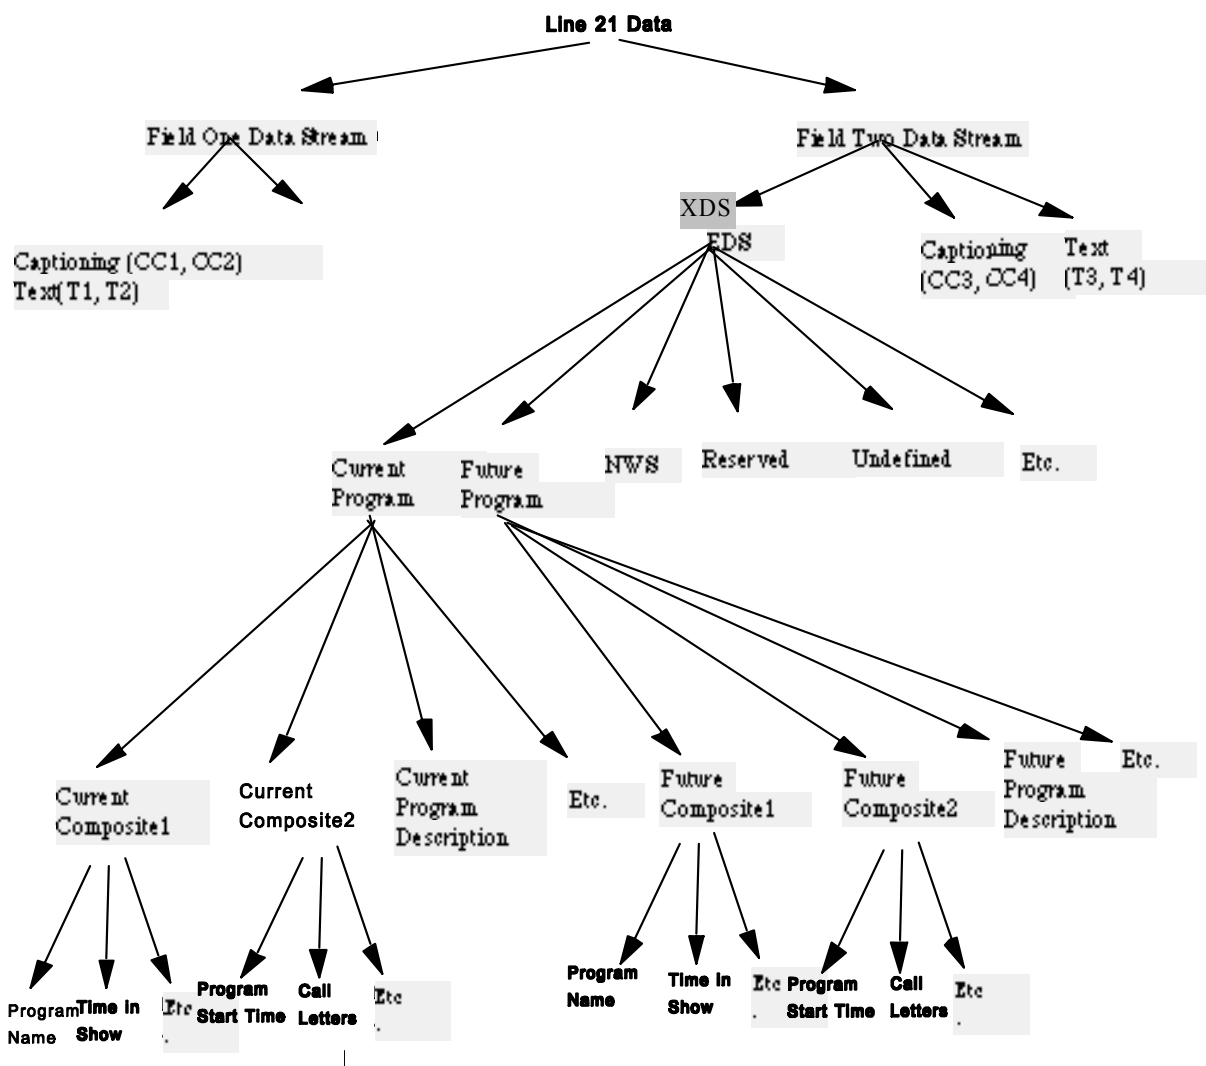 Line 21 Data
Field One Data Stream
Field Two Data Stream
XDS
EDS
Captioning (CC1, CC2)
Text(T1, T2)
Captioning
(CC3, CC4)
Text
(T3, T4)
Current
Program
Future
Program
NWS
Reserved
Undefined
Etc.
Current
Composite1
Current
Composite2
Current
Program
Description
Etc.
Future
Composite1
Future
Composite2
Future
Program
Description
Etc.
Program
Name
Time in
Show
Etc
.
Program
Start Time
Call
Letters
Etc
.
Program
Name
Time in
Show
Etc
.
Program
Start Time
Call
Letters
Etc
.